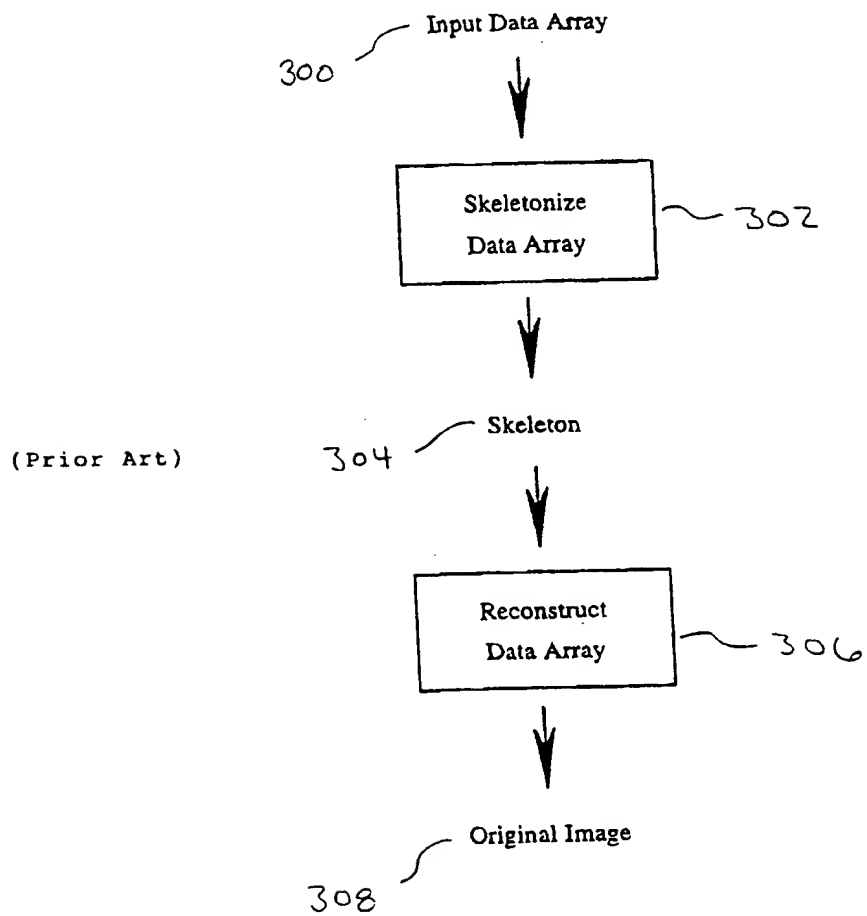 Input Data Array
300
Skeletonize
Data Array
302
Skeleton
304
(Prior Art)
Reconstruct
Data Array
306
Original Image
308